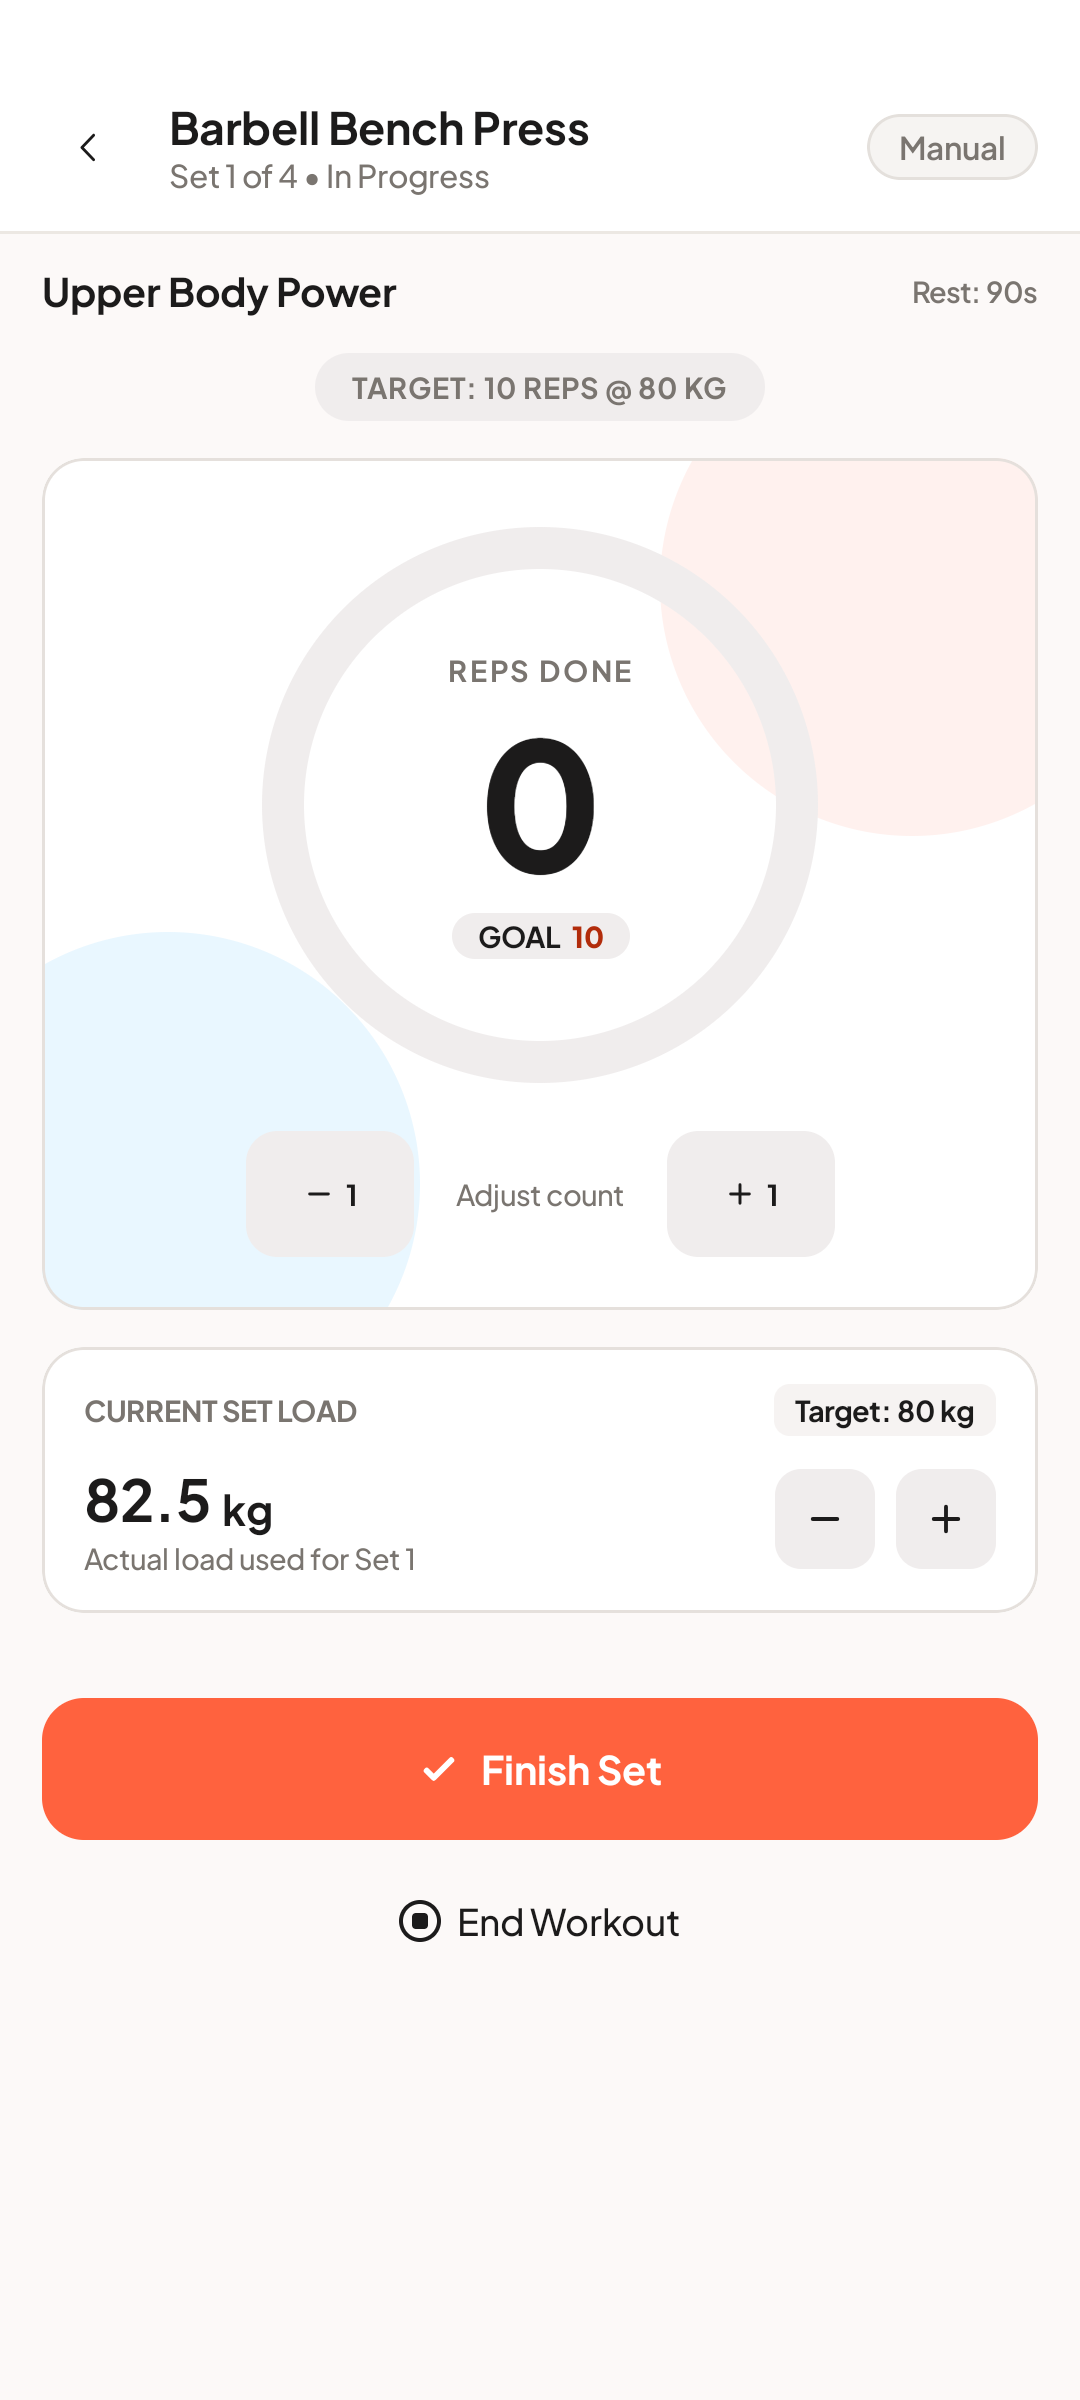 Barbell Bench Press
Set 1 of 4 • In Progress
Manual
Upper Body Power
Rest: 90s
TARGET: 10 REPS @ 80 KG
REPS DONE
0
GOAL 10
− 1
Adjust count
+ 1
CURRENT SET LOAD
Target: 80 kg
82.5 kg
− +
Actual load used for Set 1
Finish Set
End Workout